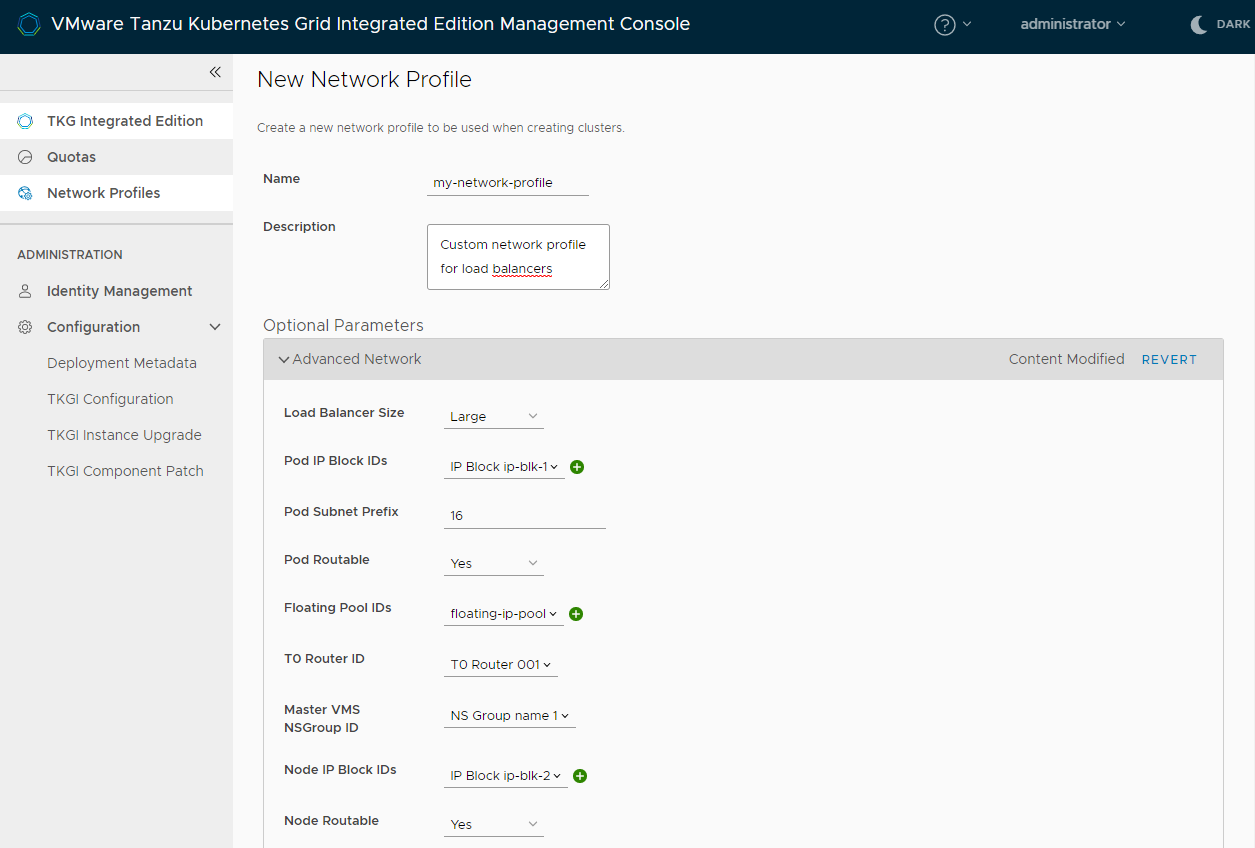 VMware Tanzu Kubernetes Grid Integrated Edition Management Console
administrator
DARK
TKG Integrated Edition
Quotas
Network Profiles
ADMINISTRATION
Identity Management
Configuration
Deployment Metadata
TKGI Configuration
TKGI Instance Upgrade
TKGI Component Patch
New Network Profile
Create a new network profile to be used when creating clusters.
Name my-network-profile
Description Custom network profile
for load balancers
Optional Parameters
Advanced Network Content Modified REVERT
Load Balancer Size Large
Pod IP Block IDs IP Block ip-blk-1
Pod Subnet Prefix 16
Pod Routable Yes
Floating Pool IDs floating-ip-pool
T0 Router ID T0 Router 001
Master VMS
NSGroup ID NS Group name 1
Node IP Block IDs IP Block ip-blk-2
Node Routable Yes